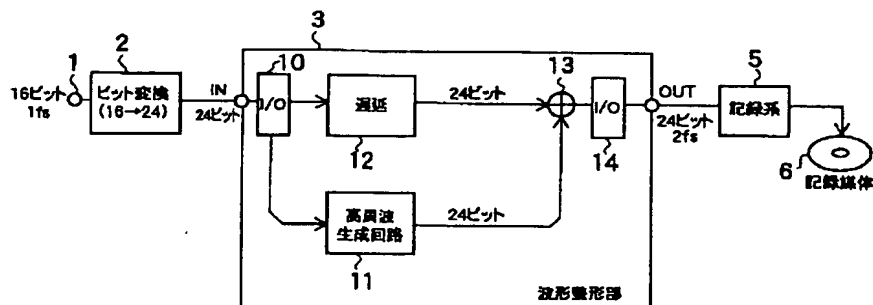 3
1
2
10
13
5
16ビット
1fs
ビット変換
(16→24)
IN
24ビット
I/O
遅延
12
24ビット
I/O
14
OUT
24ビット
2fs
記録系
6
記録媒体
高周波
生成回路
11
24ビット
波形整形部